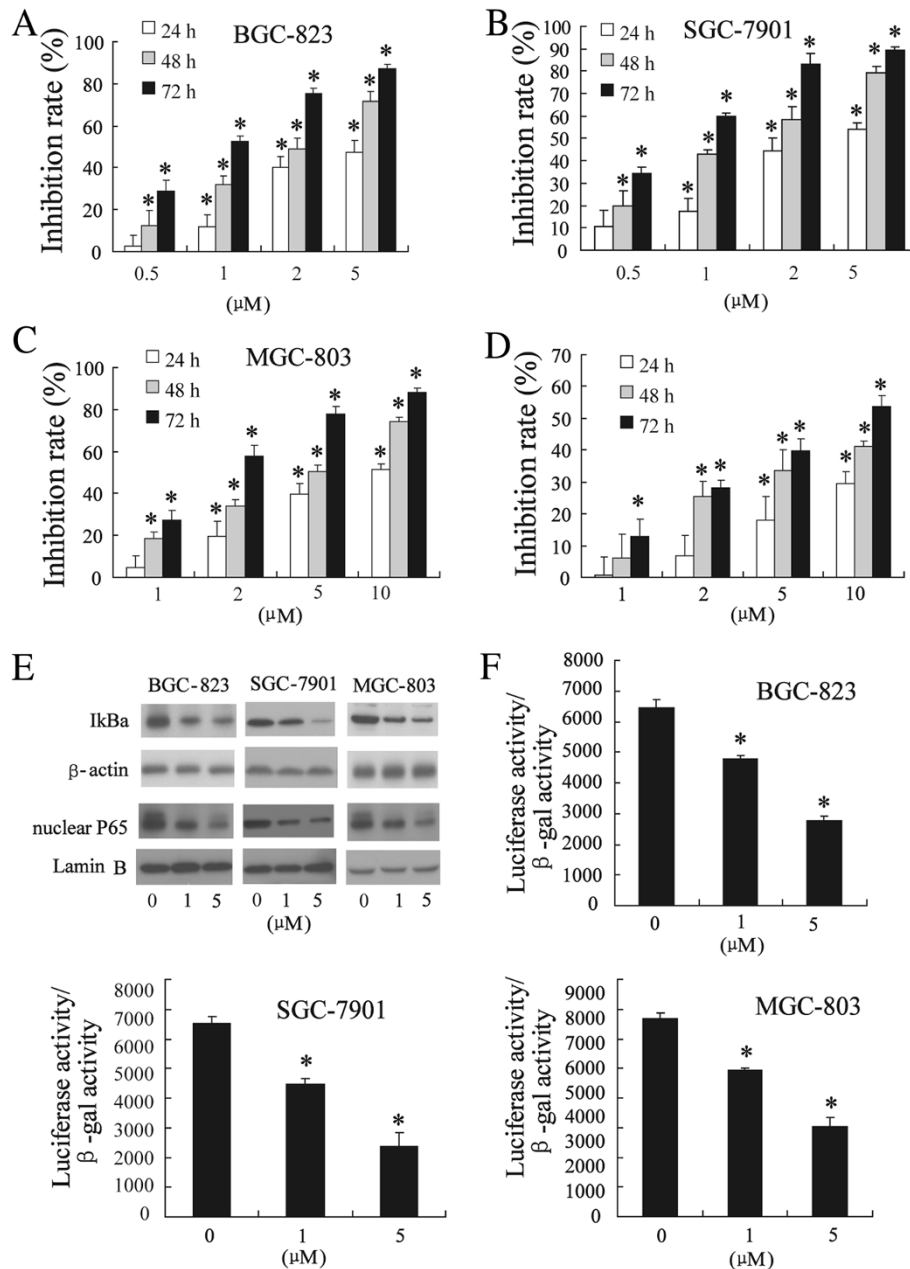 A
BGC-823
Inhibition rate (%)
100
80
60
40
20
0
24 h
48 h
72 h
* * * * * * * * * * *
0.5 1 2 5
(μM)
B
SGC-7901
Inhibition rate (%)
100
90
80
70
60
50
40
30
20
10
0
24 h
48 h
72 h
* * * * * * * * * * *
0.5 1 2 5
(μM)
C
MGC-803
Inhibition rate (%)
100
80
60
40
20
0
24 h
48 h
72 h
* * * * * * * * * * *
1 2 5 10
(μM)
D
Inhibition rate (%)
70
60
50
40
30
20
10
0
24 h
48 h
72 h
* * * * * * * * *
1 2 5 10
(μM)
E
BGC-823 SGC-7901 MGC-803
IkBa
β-actin
nuclear P65
Lamin B
0 1 5 0 1 5 0 1 5
(μM)
F
BGC-823
Luciferase activity/
β-gal activity
8000
7000
6000
5000
4000
3000
2000
1000
0
* *
0 1 5
(μM)
SGC-7901
Luciferase activity/
β-gal activity
8000
7000
6000
5000
4000
3000
2000
1000
0
* *
0 1 5
(μM)
MGC-803
Luciferase activity/
β-gal activity
9000
8000
7000
6000
5000
4000
3000
2000
1000
0
* *
0 1 5
(μM)